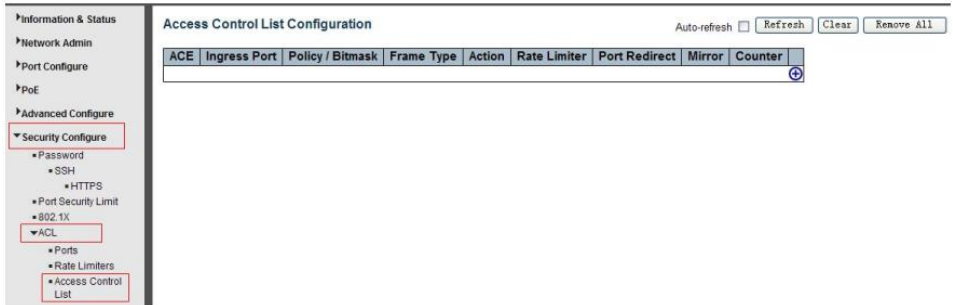 Information & Status
Network Admin
Port Configure
PoE
Advanced Configure
Security Configure
Password
SSH
HTTPS
Port Security Limit
802.1X
ACL
Ports
Rate Limiters
Access Control
List
Access Control List Configuration
Auto-refresh Refresh Clear Remove All
ACE Ingress Port Policy / Bitmask Frame Type Action Rate Limiter Port Redirect Mirror Counter